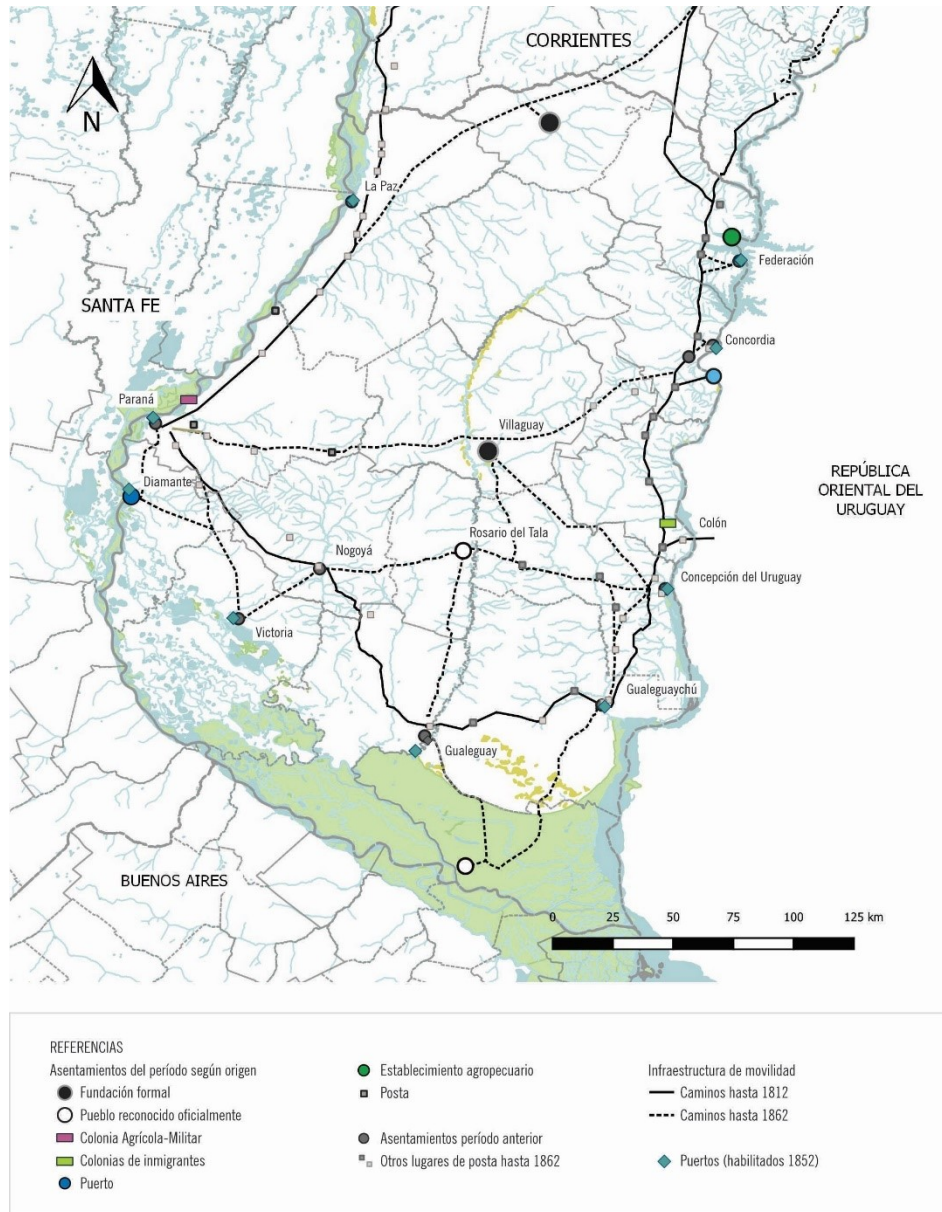 CORRIENTES
N
La Paz
Federación
SANTA FE
Concordia
Paraná
Villaguay
REPÚBLICA
ORIENTAL DEL
URUGUAY
Diamante
Colón
Rosario del Tala
Nogoyá
Concepción del Uruguay
Victoria
Gualeguaychú
Gualeguay
BUENOS AIRES
0 25 50 75 100 125 km
REFERENCIAS
Asentamientos del período según origen
Fundación formal
Pueblo reconocido oficialmente
Colonia Agrícola-Militar
Colonias de inmigrantes
Puerto
Establecimiento agropecuario
Posta
Asentamientos período anterior
Otros lugares de posta hasta 1862
Infraestructura de movilidad
Caminos hasta 1812
Caminos hasta 1862
Puertos (habilitados 1852)